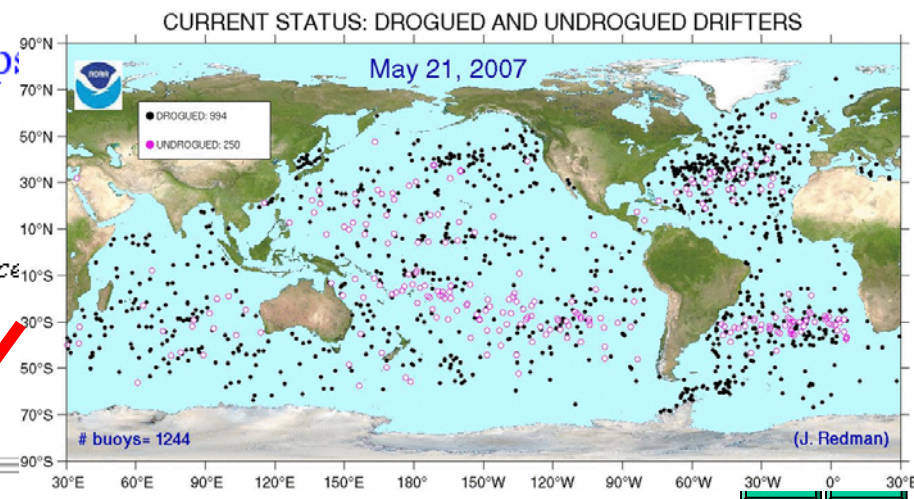 CURRENT STATUS: DROGUED AND UNDROGUED DRIFTERS
90°N
May 21, 2007
NOAA
70°N
DROGUED: 994
UNDROGUED: 250
50°N
30°N
10°N
10°S
30°S
50°S
70°S
# buoys= 1244
(J. Redman)
90°S
30°E 60°E 90°E 120°E 150°E 180° 150°W 120°W 90°W 60°W 30°W 0° 30°E